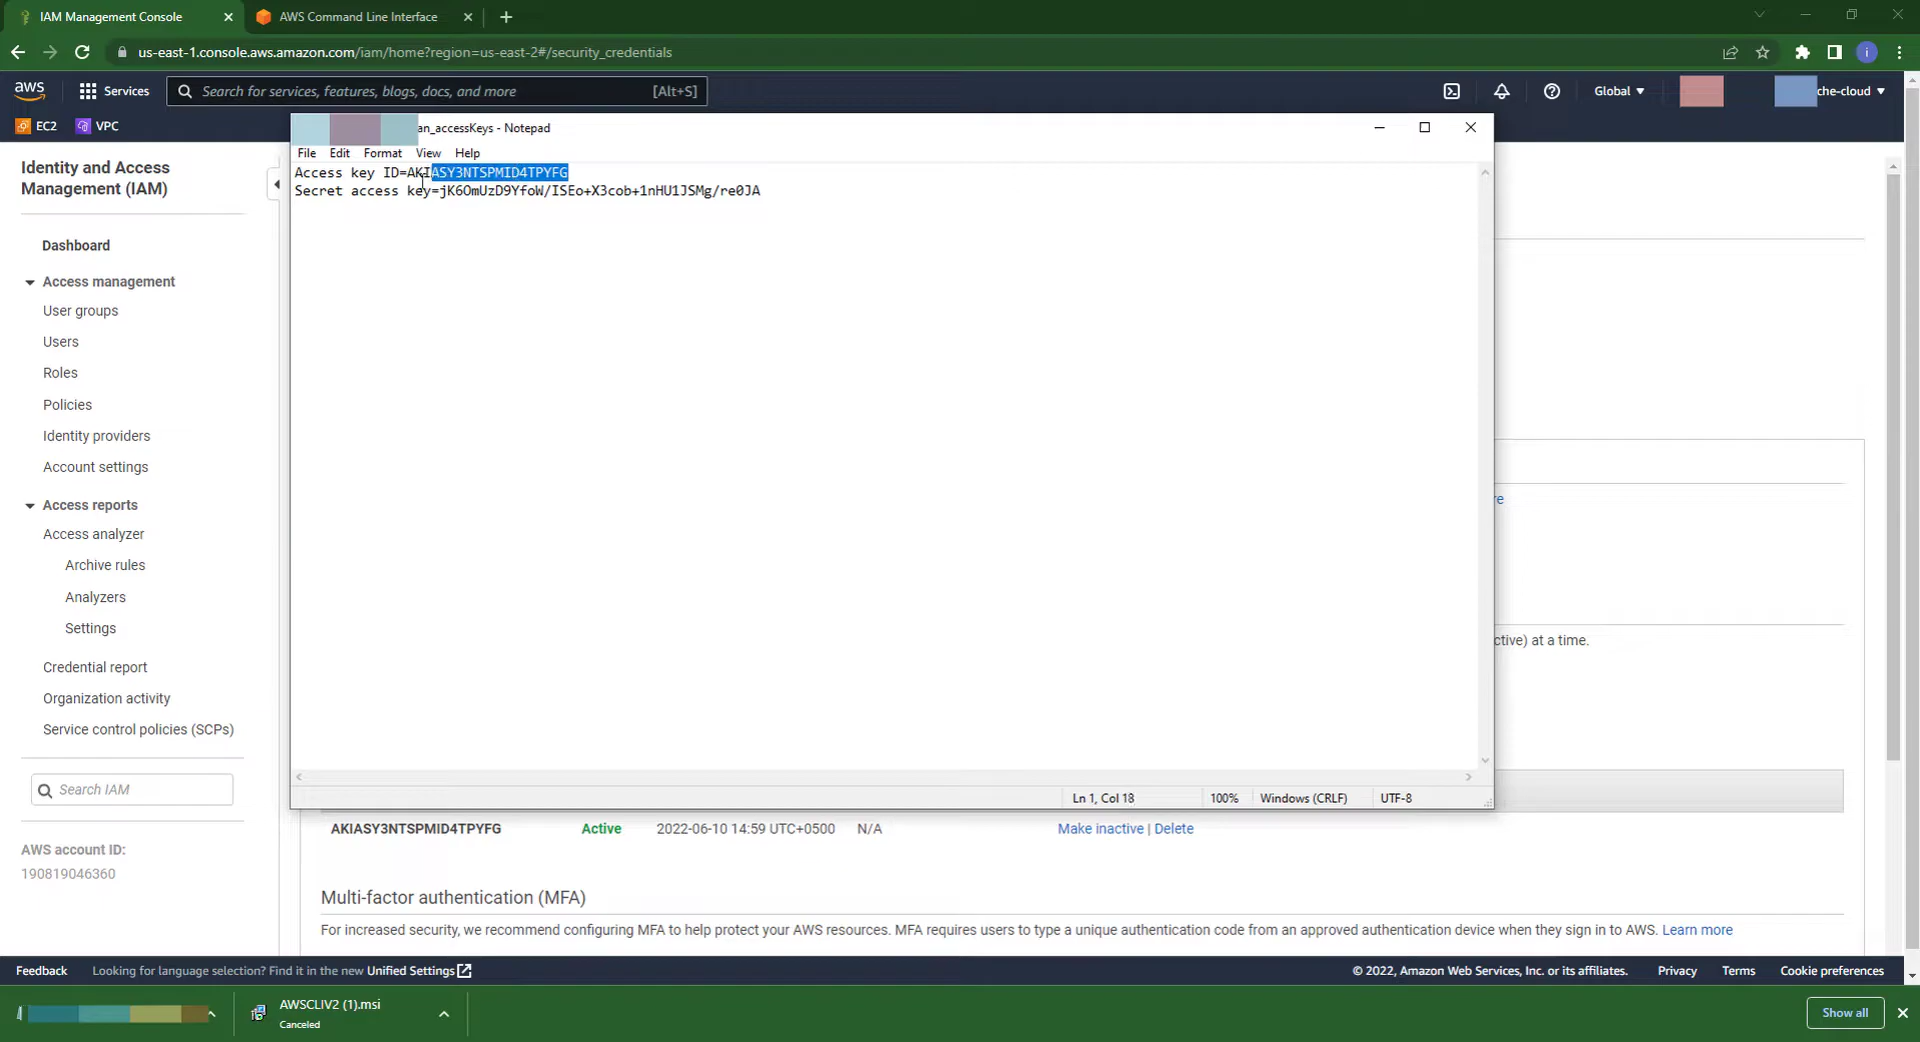 IAM Management Console
AWS Command Line Interface
us-east-1.console.aws.amazon.com/iam/home?region=us-east-2#/security_credentials
aws
Services
Search for services, features, blogs, docs, and more
[Alt+S]
Global
che-cloud
EC2
VPC
an_accessKeys - Notepad
File Edit Format View Help
Access key ID=AKIASY3NTSPMID4TPYFG
Secret access key=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
Identity and Access
Management (IAM)
Dashboard
Access management
User groups
Users
Roles
Policies
Identity providers
Account settings
Access reports
Access analyzer
Archive rules
Analyzers
Settings
Credential report
Organization activity
Service control policies (SCPs)
Search IAM
AWS account ID:
190819046360
re
ctive) at a time.
Ln 1, Col 18
100%
Windows (CRLF)
UTF-8
AKIASY3NTSPMID4TPYFG Active 2022-06-10 14:59 UTC+0500 N/A Make inactive | Delete
Multi-factor authentication (MFA)
For increased security, we recommend configuring MFA to help protect your AWS resources. MFA requires users to type a unique authentication code from an approved authentication device when they sign in to AWS. Learn more
Feedback
Looking for language selection? Find it in the new Unified Settings
© 2022, Amazon Web Services, Inc. or its affiliates.
Privacy
Terms
Cookie preferences
AWSCLIV2 (1).msi
Canceled
Show all